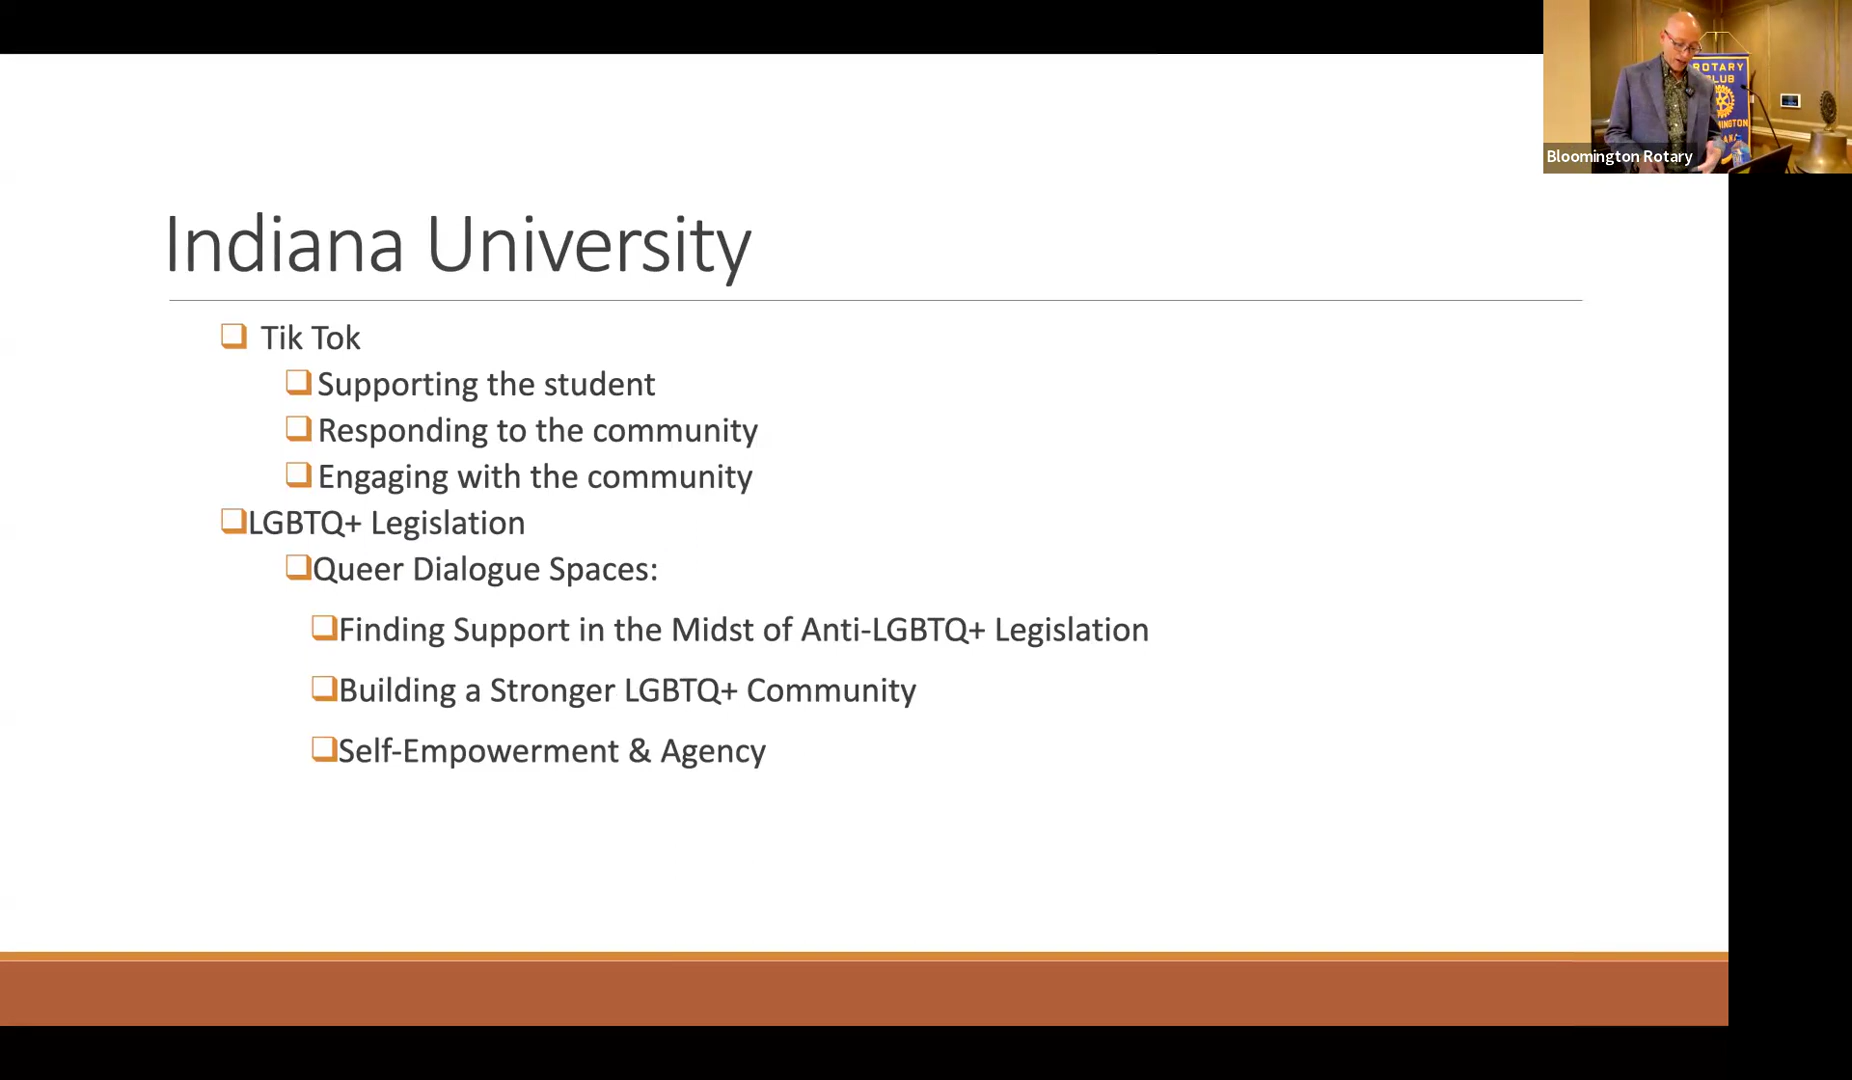 Indiana University
Tik Tok
Supporting the student
Responding to the community
Engaging with the community
LGBTQ+ Legislation
Queer Dialogue Spaces:
Finding Support in the Midst of Anti-LGBTQ+ Legislation
Building a Stronger LGBTQ+ Community
Self-Empowerment & Agency
ROTARY
CLUB
Bloomington Rotary